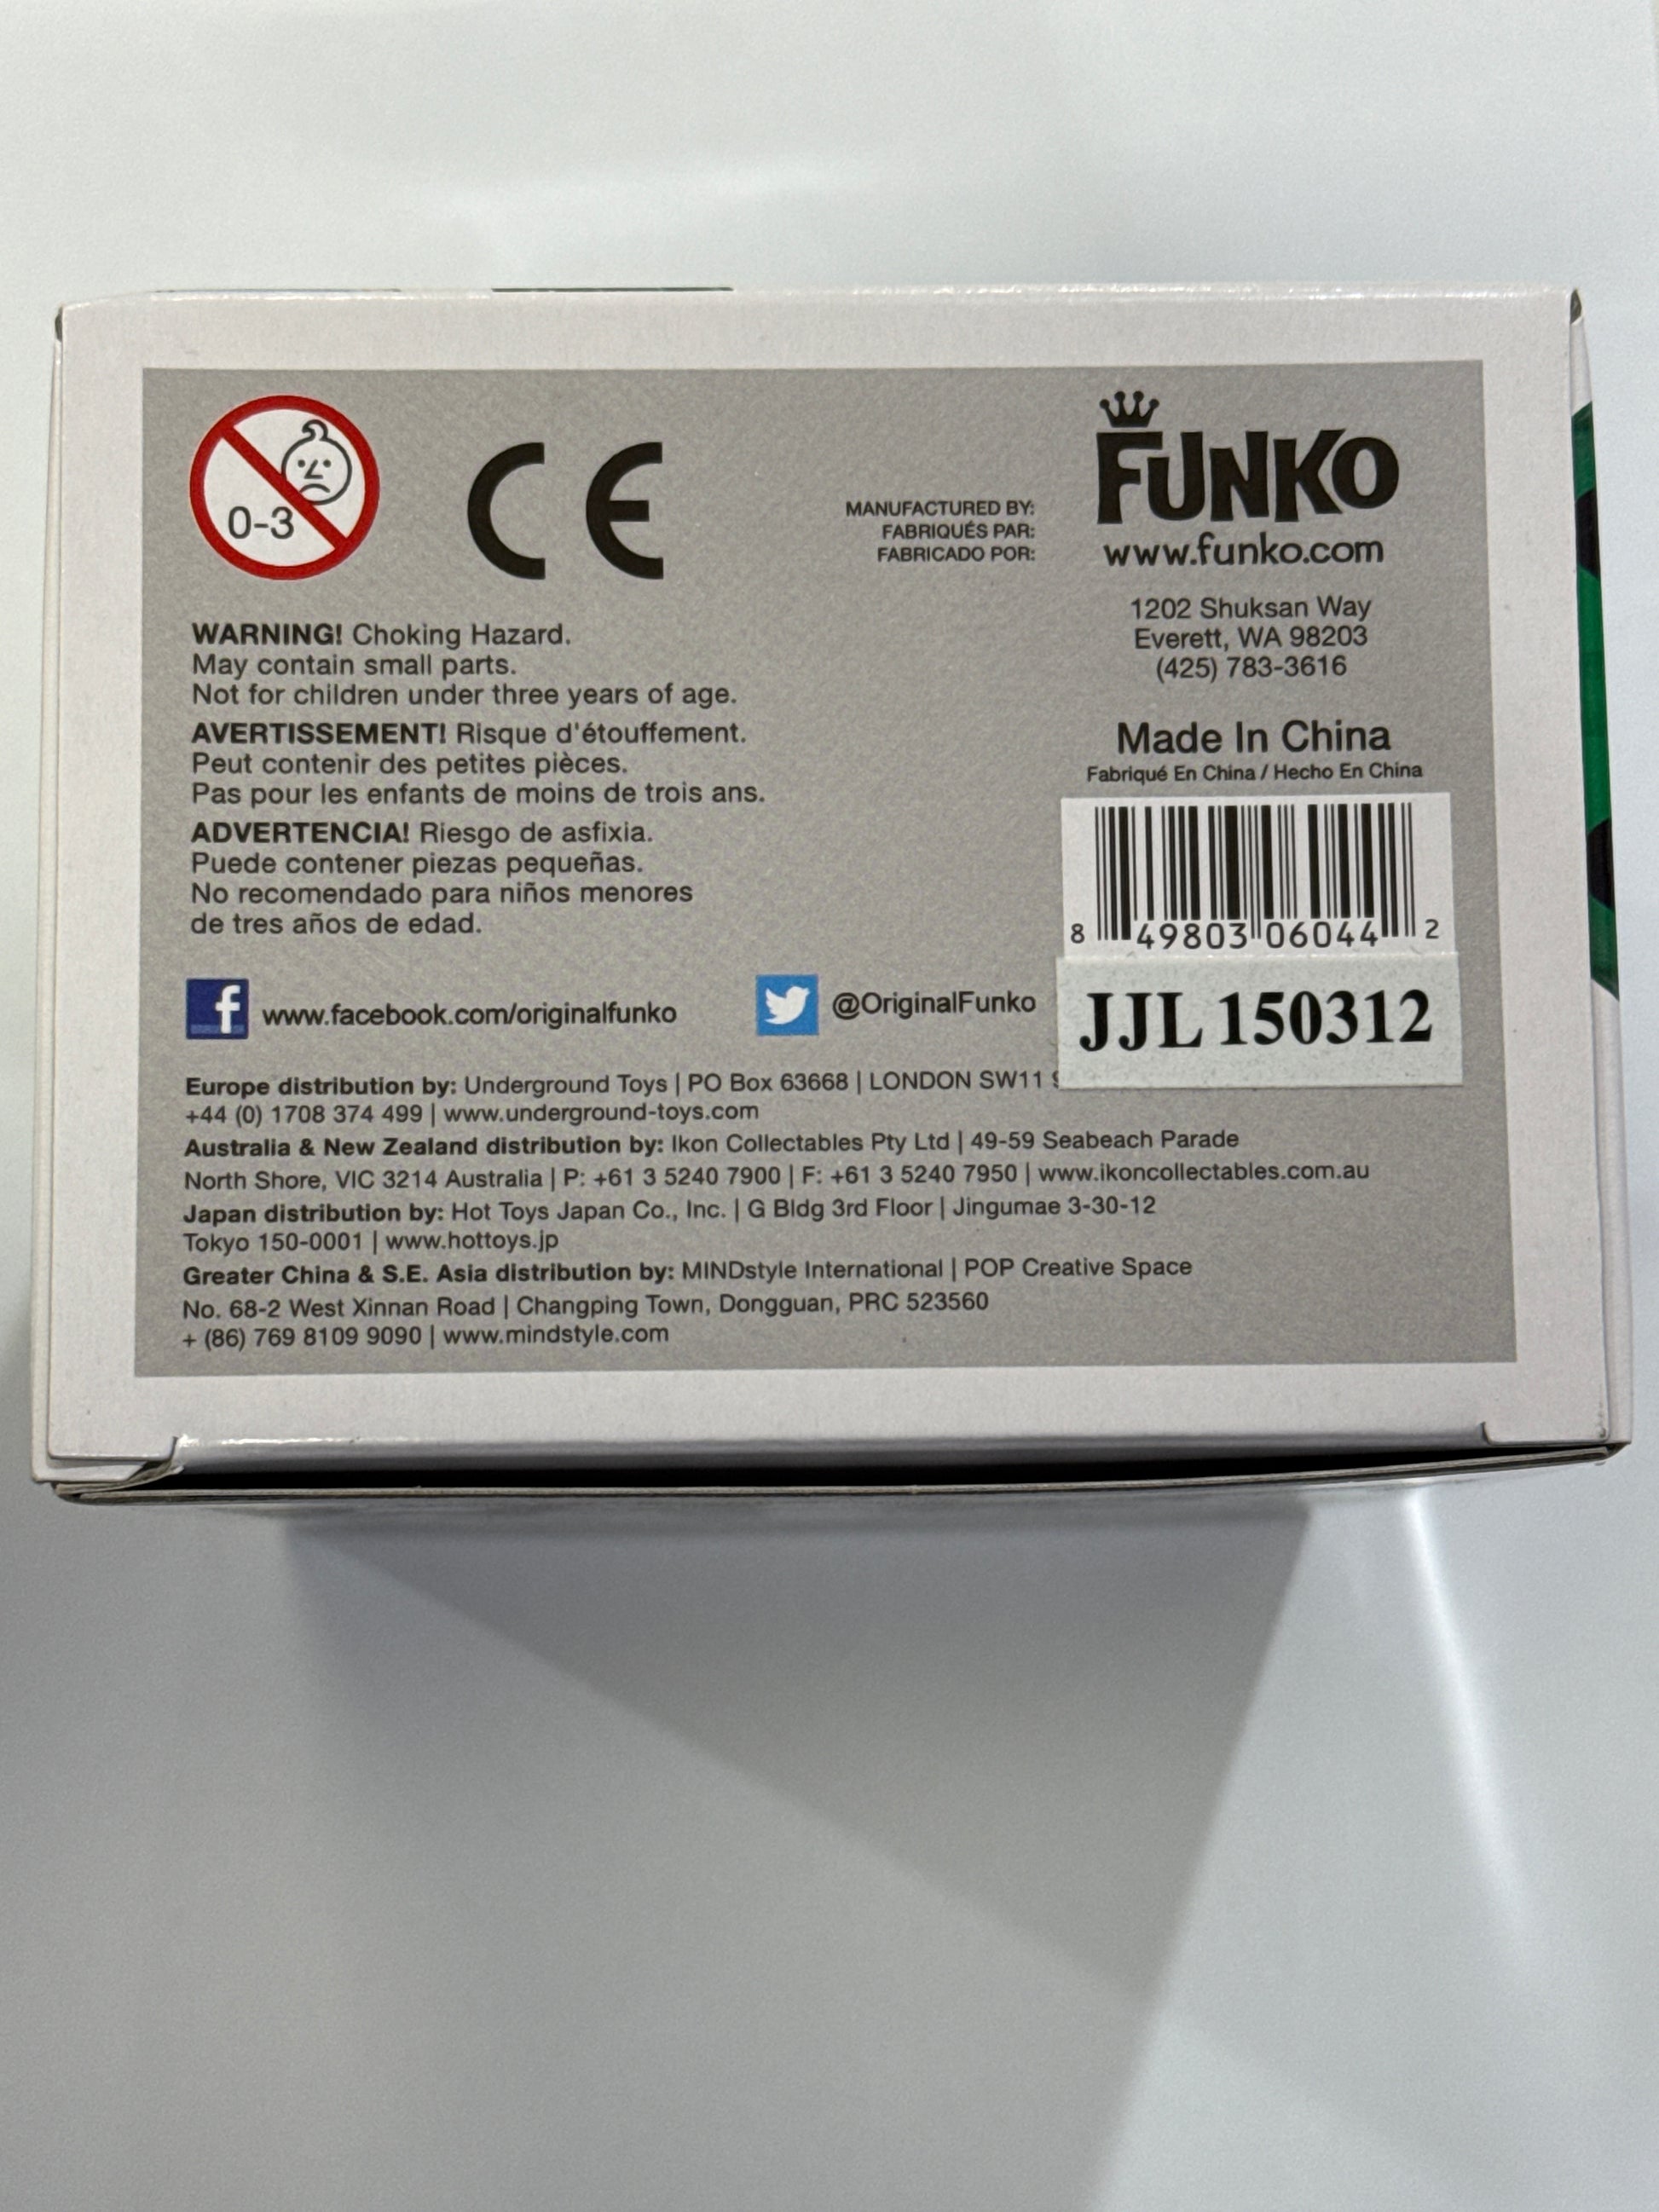 0-3
CE
MANUFACTURED BY:
FABRIQUÉS PAR:
FABRICADO POR:
FUNKO
www.funko.com
1202 Shuksan Way
Everett, WA 98203
(425) 783-3616
WARNING! Choking Hazard.
May contain small parts.
Not for children under three years of age.
AVERTISSEMENT! Risque d'étouffement.
Peut contenir des petites pièces.
Pas pour les enfants de moins de trois ans.
ADVERTENCIA! Riesgo de asfixia.
Puede contener piezas pequeñas.
No recomendado para niños menores
de tres años de edad.
Made In China
Fabriqué En China / Hecho En China
8 49803 06044 2
JJL 150312
f www.facebook.com/originalfunko
@OriginalFunko
Europe distribution by: Underground Toys | PO Box 63668 | LONDON SW11
+44 (0) 1708 374 499 | www.underground-toys.com
Australia & New Zealand distribution by: Ikon Collectables Pty Ltd | 49-59 Seabeach Parade
North Shore, VIC 3214 Australia | P: +61 3 5240 7900 | F: +61 3 5240 7950 | www.ikoncollectables.com.au
Japan distribution by: Hot Toys Japan Co., Inc. | G Bldg 3rd Floor | Jingumae 3-30-12
Tokyo 150-0001 | www.hottoys.jp
Greater China & S.E. Asia distribution by: MINDstyle International | POP Creative Space
No. 68-2 West Xinnan Road | Changping Town, Dongguan, PRC 523560
+ (86) 769 8109 9090 | www.mindstyle.com